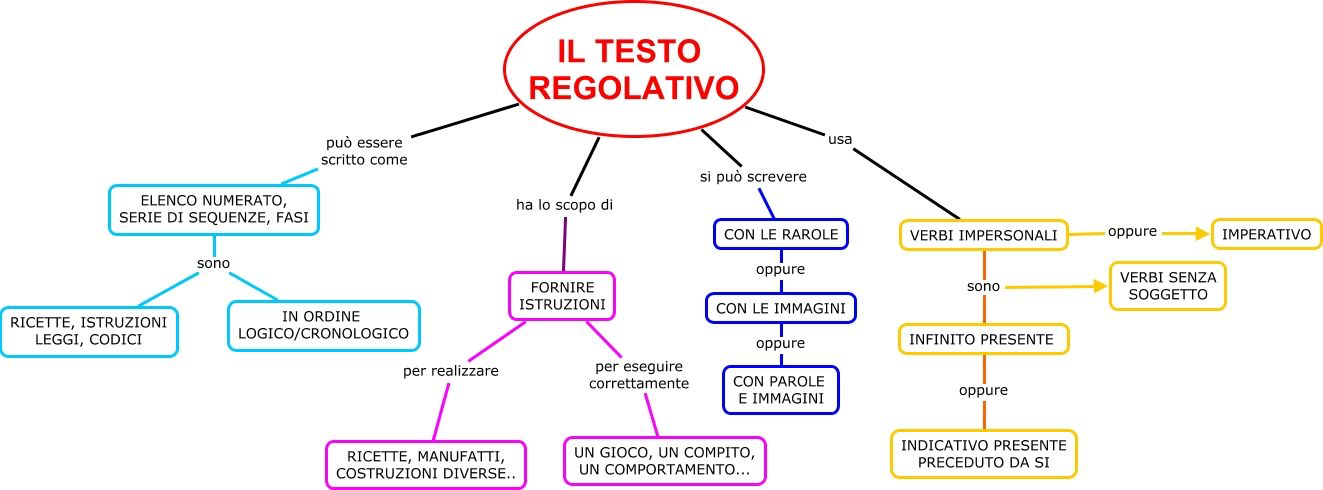 IL TESTO
REGOLATIVO
può essere
scritto come
ELENCO NUMERATO,
SERIE DI SEQUENZE, FASI
sono
RICETTE, ISTRUZIONI
LEGGI, CODICI
IN ORDINE
LOGICO/CRONOLOGICO
ha lo scopo di
FORNIRE
ISTRUZIONI
per realizzare
RICETTE, MANUFATTI,
COSTRUZIONI DIVERSE..
per eseguire
correttamente
UN GIOCO, UN COMPITO,
UN COMPORTAMENTO...
si può screvere
CON LE RAROLE
oppure
CON LE IMMAGINI
oppure
CON PAROLE
E IMMAGINI
usa
VERBI IMPERSONALI
oppure
IMPERATIVO
sono
VERBI SENZA
SOGGETTO
INFINITO PRESENTE
oppure
INDICATIVO PRESENTE
PRECEDUTO DA SI